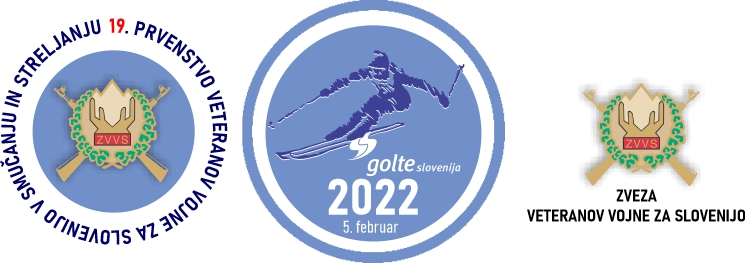 19. PRVENSTVO VETERANOV VOJNE ZA SLOVENIJO V SMUČANJU IN STRELJANJU
ZVVS
golte slovenija
2022
5. februar
ZVVS
ZVEZA
VETERANOV VOJNE ZA SLOVENIJO